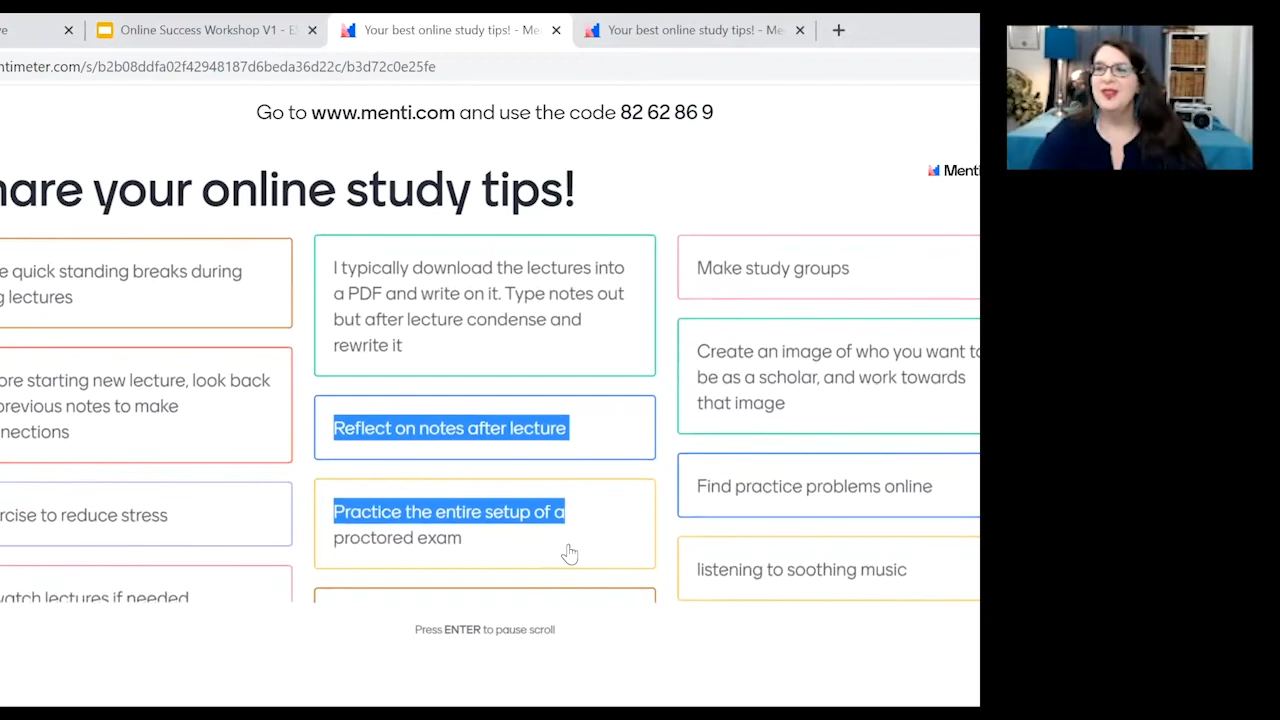 Online Success Workshop V1 - E
Your best online study tips! - Me
Your best online study tips! - Me
ntimeter.com/s/b2b08ddfa02f42948187d6beda36d22c/b3d72c0e25fe
Go to www.menti.com and use the code 82 62 86 9
Menti
hare your online study tips!
e quick standing breaks during
g lectures
ore starting new lecture, look back
previous notes to make
nections
rcise to reduce stress
watch lectures if needed
I typically download the lectures into
a PDF and write on it. Type notes out
but after lecture condense and
rewrite it
Reflect on notes after lecture
Practice the entire setup of a
proctored exam
Make study groups
Create an image of who you want to
be as a scholar, and work towards
that image
Find practice problems online
listening to soothing music
Press ENTER to pause scroll